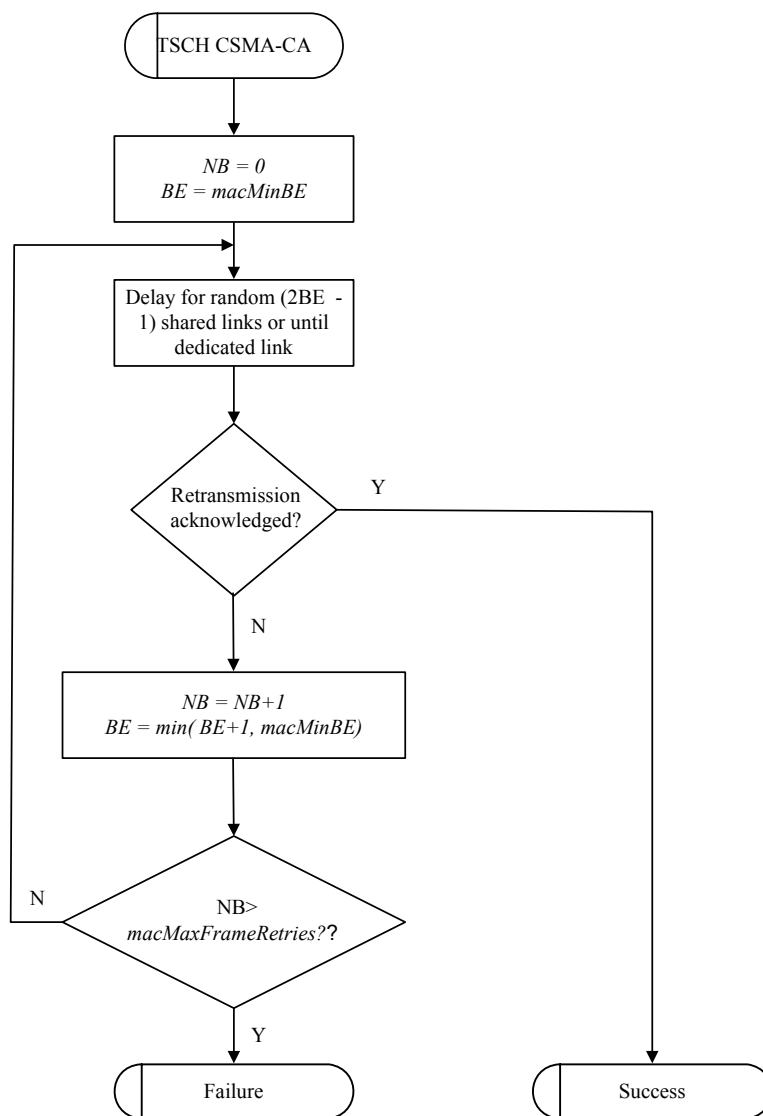 TSCH CSMA-CA
NB = 0
BE = macMinBE
Delay for random (2BE -
1) shared links or until
dedicated link
Retransmission
acknowledged?
Y
N
NB = NB+1
BE = min( BE+1, macMinBE)
N
NB>
macMaxFrameRetries??
Y
Failure
Success